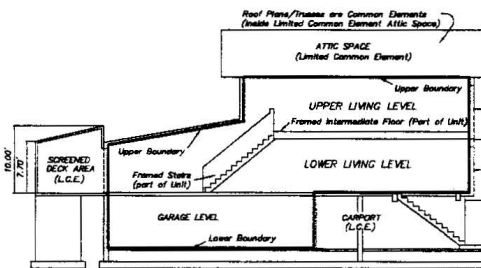 Roof Plane/Trusses are Common Elements
(Inside Limited Common Element Attic Space)
ATTIC SPACE
(Limited Common Element)
Upper Boundary
UPPER LIVING LEVEL
Framed Intermediate Floor (Part of Unit)
10.00'
7.70'
SCREENED
DECK AREA
(L.C.E.)
Upper Boundary
Framed Stairs
(part of Unit)
LOWER LIVING LEVEL
GARAGE LEVEL
CARPORT
(L.C.E.)
Lower Boundary